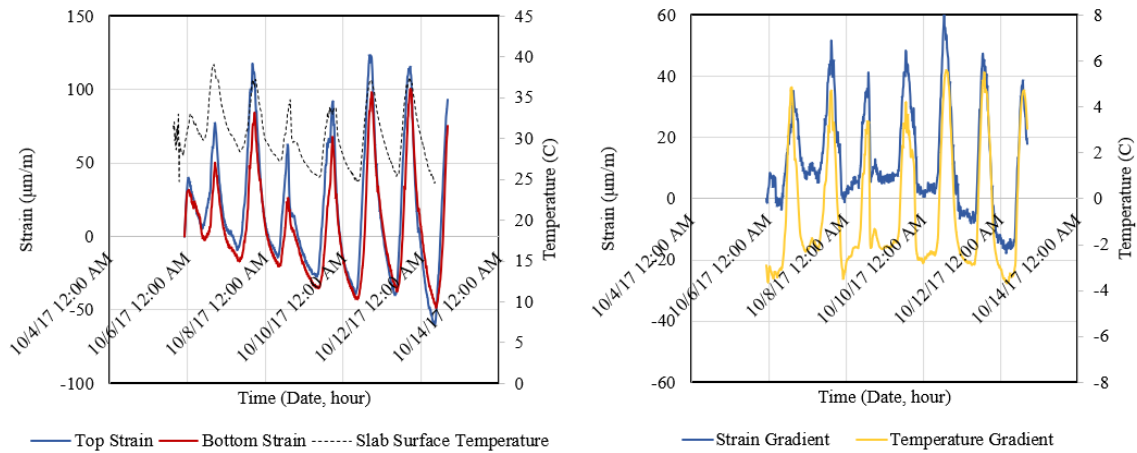 150
100
50
0
-50
-100
Strain (μm/m)
45
40
35
30
25
20
15
10
5
0
Temperature (C)
10/4/17 12:00 AM
10/6/17 12:00 AM
10/8/17 12:00 AM
10/10/17 12:00 AM
10/12/17 12:00 AM
10/14/17 12:00 AM
Time (Date, hour)
Top Strain Bottom Strain Slab Surface Temperature
60
40
20
0
-20
-40
-60
Strain (μm/m)
8
6
4
2
0
-2
-4
-6
-8
Temperature (C)
10/4/17 12:00 AM
10/6/17 12:00 AM
10/8/17 12:00 AM
10/10/17 12:00 AM
10/12/17 12:00 AM
10/14/17 12:00 AM
Time (Date, hour)
Strain Gradient Temperature Gradient